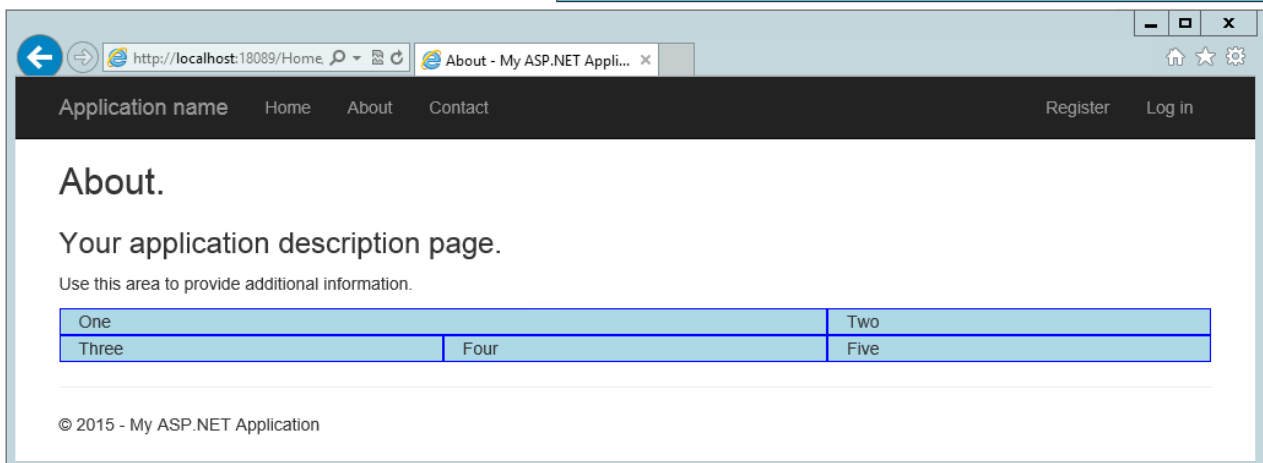 x
http://localhost:18089/Home, About - My ASP.NET Appli... ×
Application name Home About Contact Register Log in
About.
Your application description page.
Use this area to provide additional information.
One Two
Three Four Five
© 2015 - My ASP.NET Application